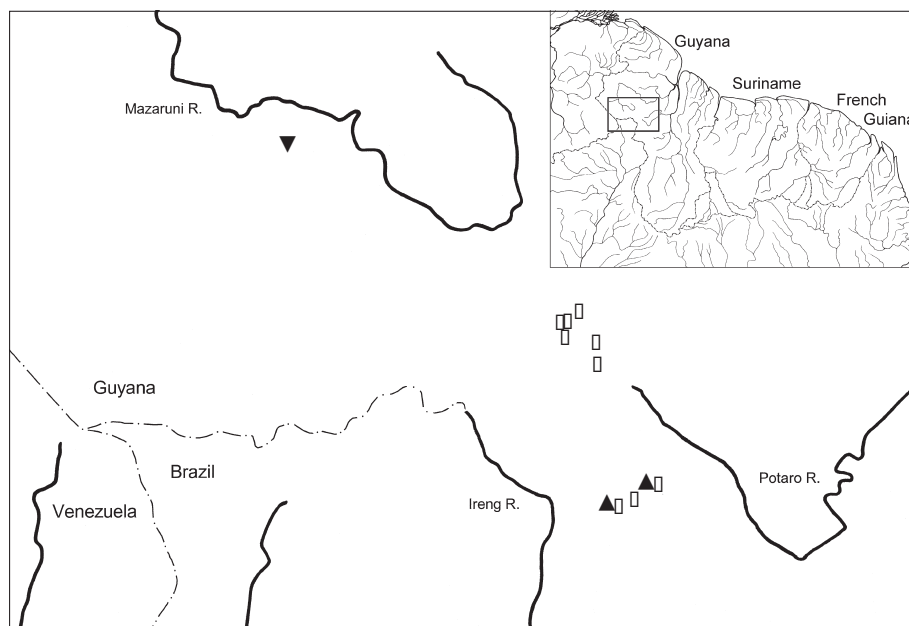 Guyana
Suriname
French
Guiana
Mazaruni R.
Guyana
Brazil
Venezuela
Ireng R.
Potaro R.